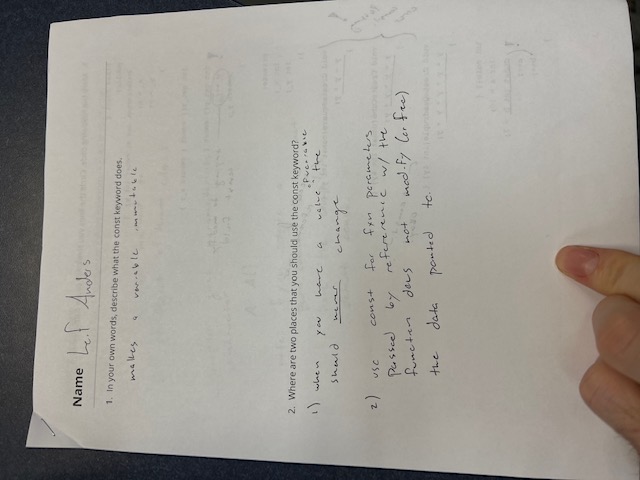 Name Leif Anders
1. In your own words, describe what the const keyword does.
makes a variable immutable
2. Where are two places that you should use the const keyword?
1) when you have a value the
should never change
2) use const for fxn parameters
passed by reference w/ the
function does not modify (or free)
the data pointed to.